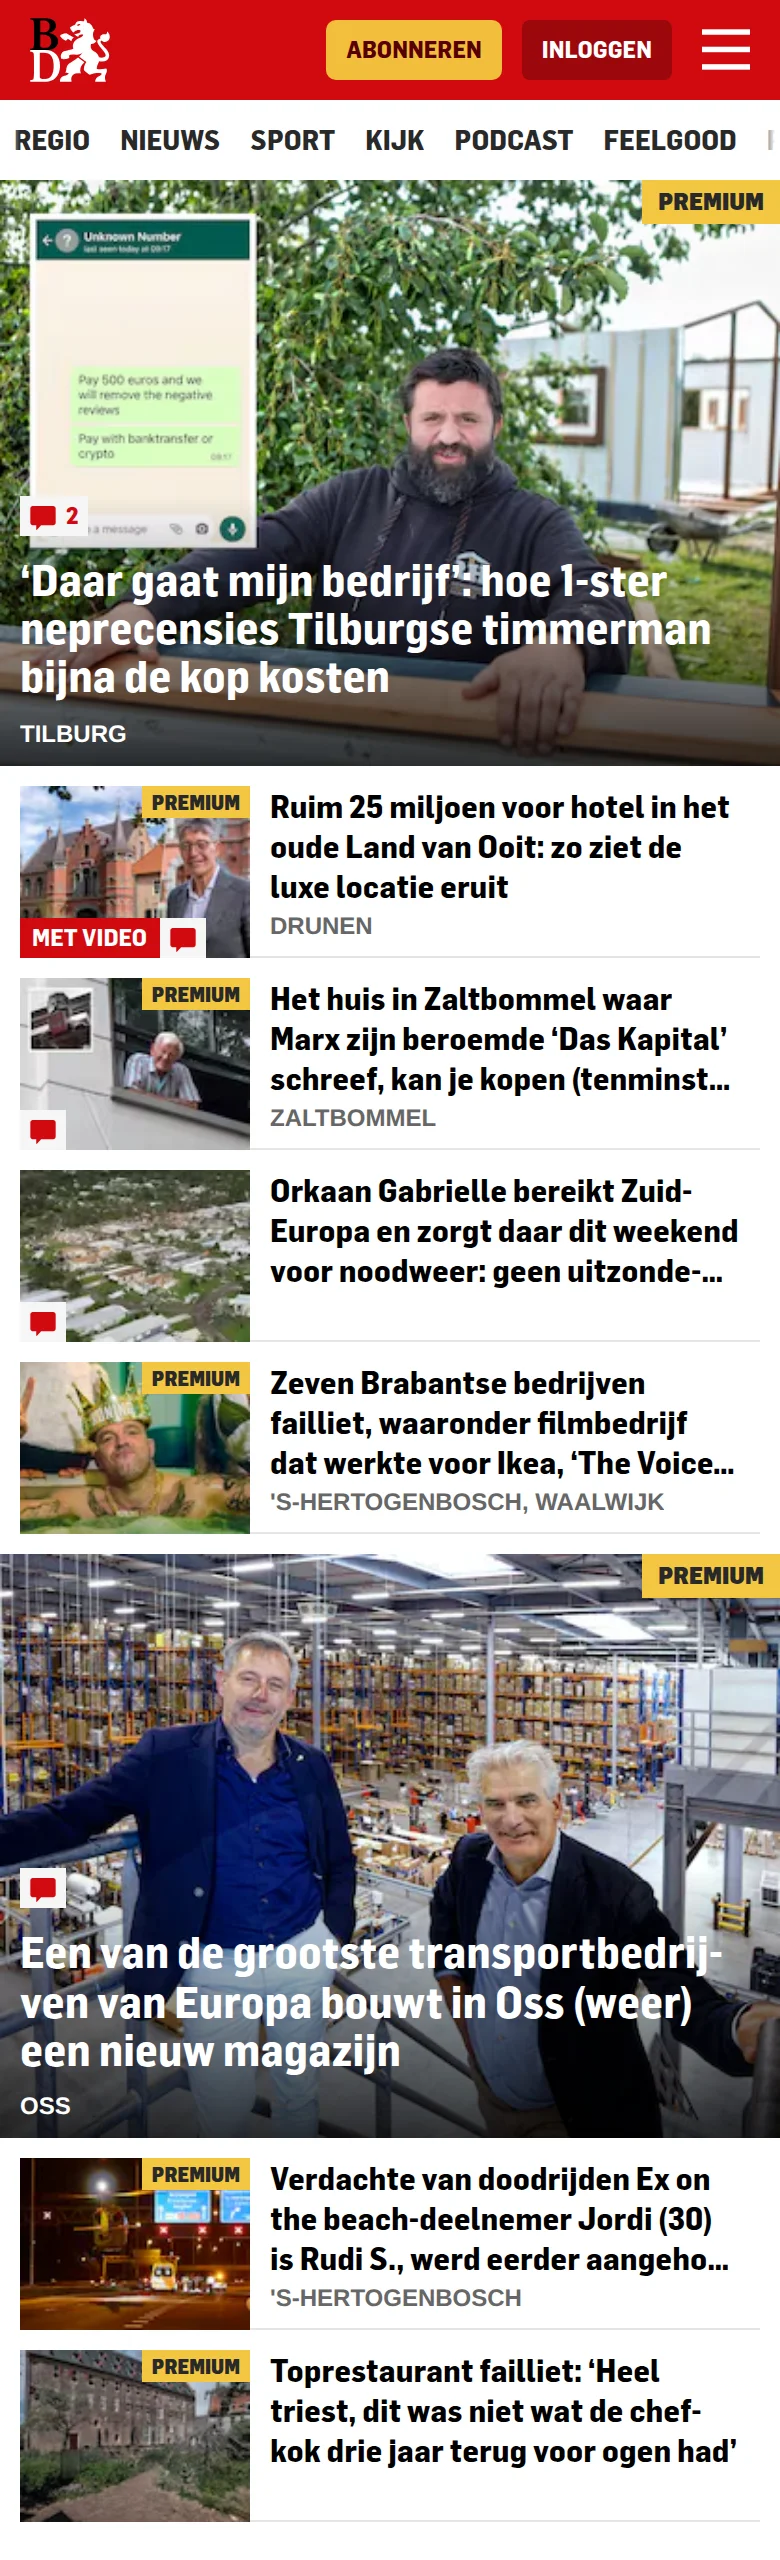 B
D
ABONNEREN
INLOGGEN
REGIO NIEUWS SPORT KIJK PODCAST FEELGOOD
PREMIUM
Unknown Number
last seen today at 09:17
Pay 500 euros and we
will remove the negative
reviews
Pay with banktransfer or
crypto
09:17
a message
2
‘Daar gaat mijn bedrijf’: hoe 1-ster
neprecensies Tilburgse timmerman
bijna de kop kosten
TILBURG
PREMIUM
MET VIDEO
Ruim 25 miljoen voor hotel in het
oude Land van Ooit: zo ziet de
luxe locatie eruit
DRUNEN
PREMIUM
Het huis in Zaltbommel waar
Marx zijn beroemde ‘Das Kapital’
schreef, kan je kopen (tenminst...
ZALTBOMMEL
Orkaan Gabrielle bereikt Zuid-
Europa en zorgt daar dit weekend
voor noodweer: geen uitzonde-...
PREMIUM
Zeven Brabantse bedrijven
failliet, waaronder filmbedrijf
dat werkte voor Ikea, ‘The Voice...
'S-HERTOGENBOSCH, WAALWIJK
PREMIUM
Een van de grootste transportbedrij-
ven van Europa bouwt in Oss (weer)
een nieuw magazijn
OSS
PREMIUM
Verdachte van doodrijden Ex on
the beach-deelnemer Jordi (30)
is Rudi S., werd eerder aangeho...
'S-HERTOGENBOSCH
PREMIUM
Toprestaurant failliet: ‘Heel
triest, dit was niet wat de chef-
kok drie jaar terug voor ogen had’